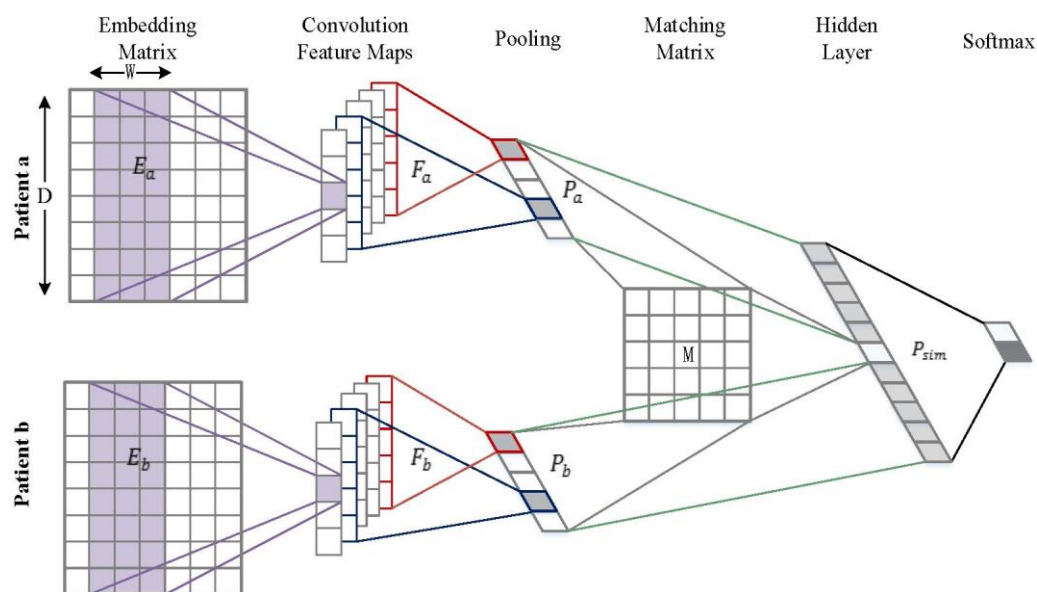 Embedding
Matrix
Convolution
Feature Maps
Pooling
Matching
Matrix
Hidden
Layer
Softmax
W
Patient a
D
E_a
F_a
P_a
M
P_sim
Patient b
E_b
F_b
P_b